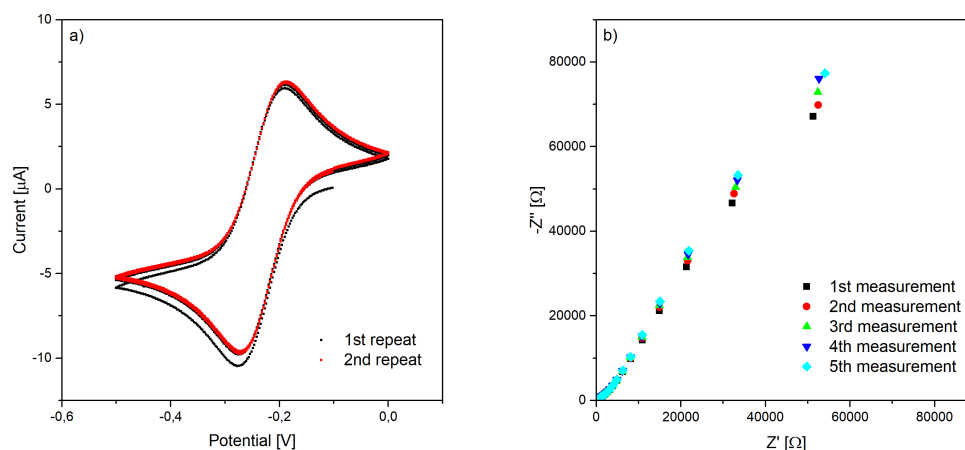 a)
10
5
0
-5
-10
Current [µA]
-0,6
-0,4
-0,2
0,0
Potential [V]
1st repeat
2nd repeat
b)
80000
60000
40000
20000
0
-Z'' [Ω]
0
20000
40000
60000
80000
Z' [Ω]
1st measurement
2nd measurement
3rd measurement
4th measurement
5th measurement